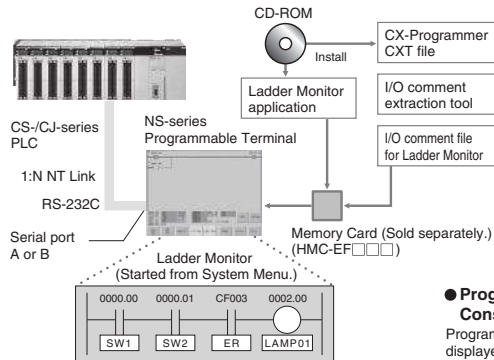 CD-ROM
Install
CX-Programmer
CXT file
Ladder Monitor
application
I/O comment
extraction tool
I/O comment file
for Ladder Monitor
CS-/CJ-series
PLC
NS-series
Programmable Terminal
1:N NT Link
RS-232C
Serial port
A or B
Memory Card (Sold separately.)
(HMC-EF□□□)
Ladder Monitor
(Started from System Menu.)
0000.00 0000.01 CF003 0002.00
SW1 SW2 ER LAMP01
● Prog
Cons
Program
displaye